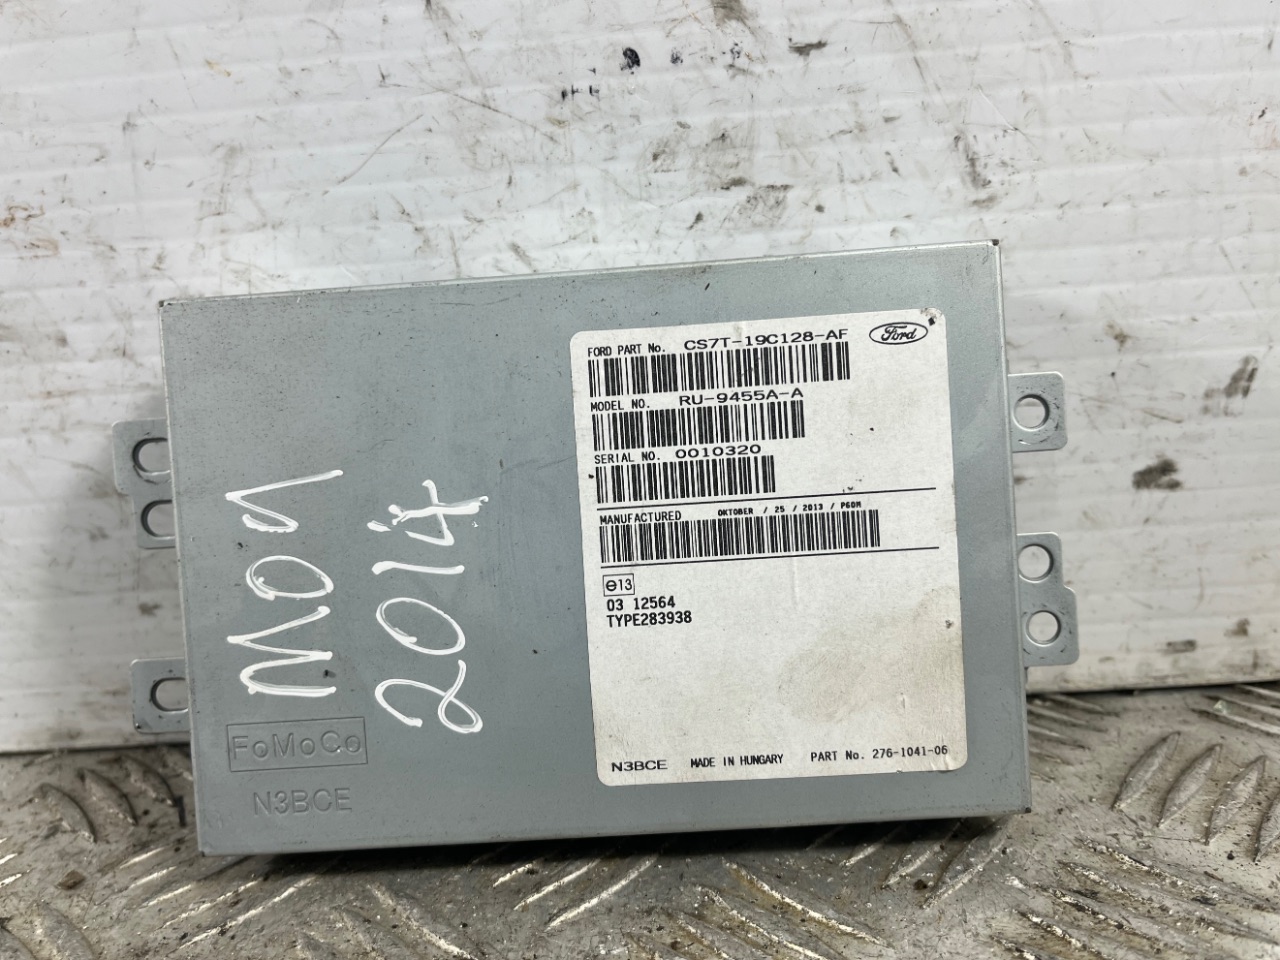 FORD PART No. CS7T-19C128-AF
Ford
MODEL NO. RU-9455A-A
SERIAL NO. 0010320
MANUFACTURED OKTOBER / 25 / 2013 / P60M
e13
03 12564
TYPE283938
N3BCE MADE IN HUNGARY PART No. 276-1041-06
2014
FoMoCo
N3BCE